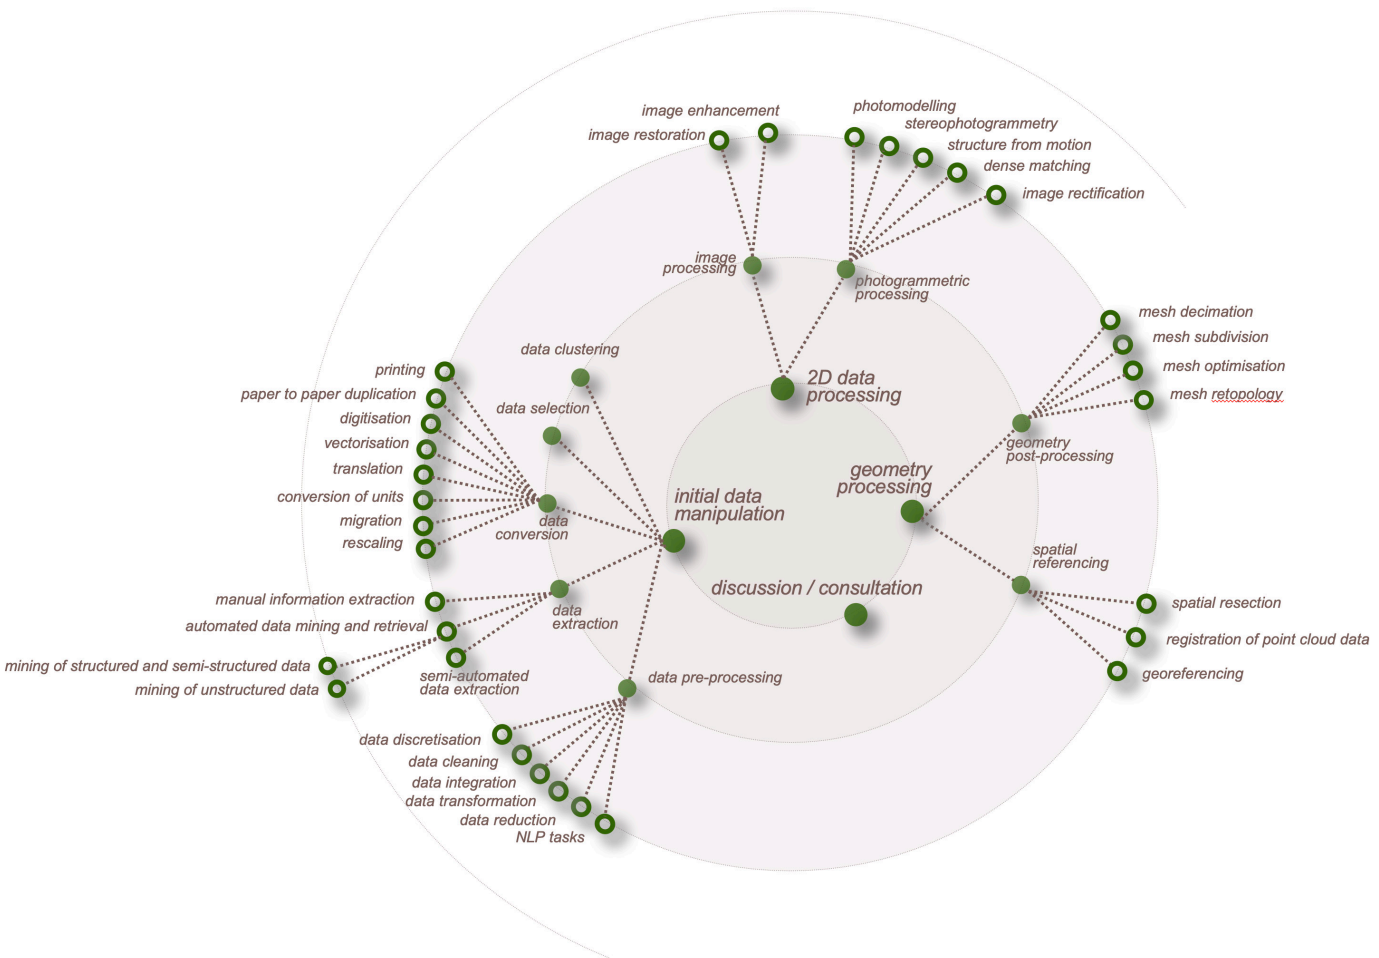 image enhancement
image restoration
photomodelling
stereophotogrammetry
structure from motion
dense matching
image rectification
image
processing
photogrammetric
processing
2D data
processing
mesh decimation
mesh subdivision
mesh optimisation
mesh retopology
geometry
post-processing
geometry
processing
spatial
referencing
spatial resection
registration of point cloud data
georeferencing
discussion / consultation
initial data
manipulation
data clustering
data selection
data
conversion
printing
paper to paper duplication
digitisation
vectorisation
translation
conversion of units
migration
rescaling
data
extraction
manual information extraction
automated data mining and retrieval
mining of structured and semi-structured data
mining of unstructured data
semi-automated
data extraction
data pre-processing
data discretisation
data cleaning
data integration
data transformation
data reduction
NLP tasks